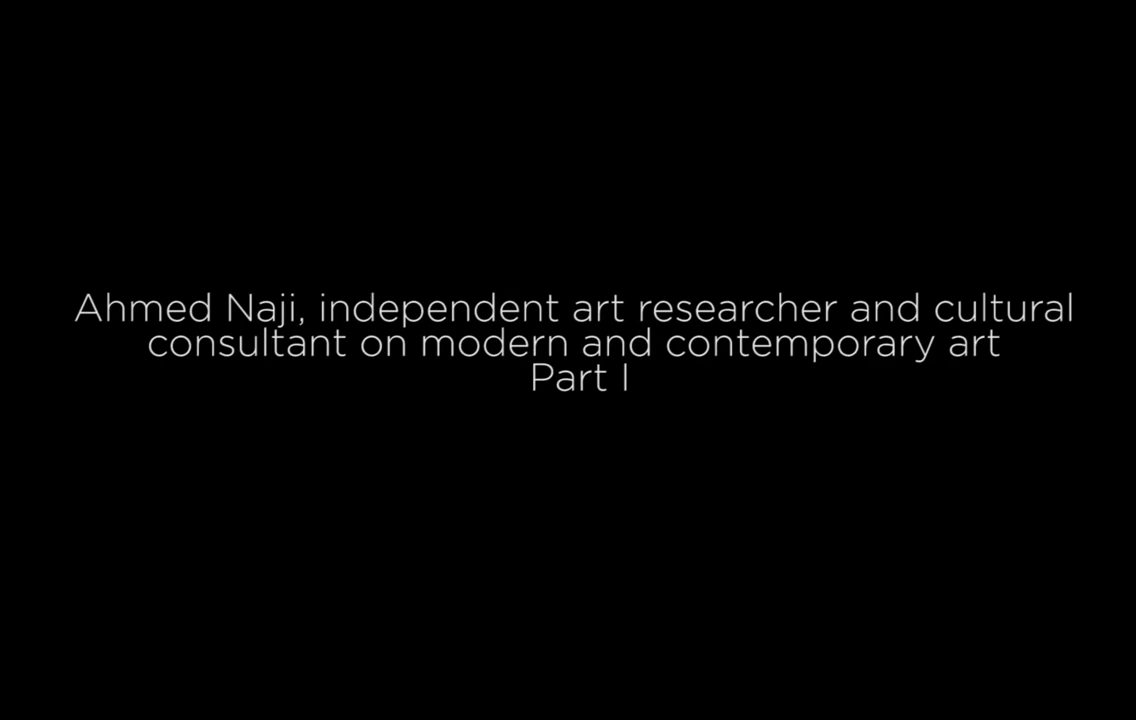 Ahmed Naji, independent art researcher and cultural
consultant on modern and contemporary art
Part I